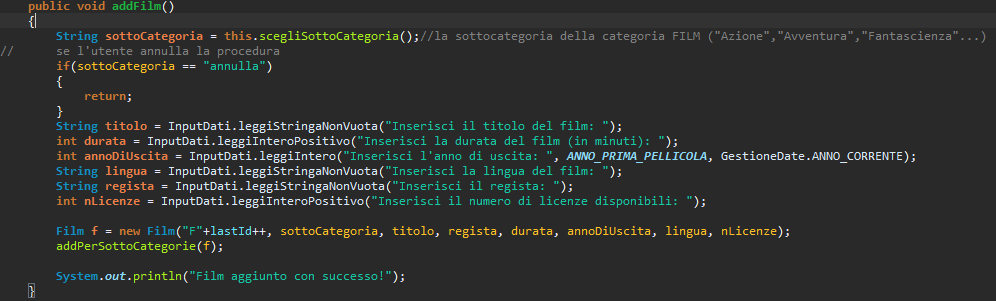 public void addFilm()
{
String sottoCategoria = this.scegliSottoCategoria();//la sottocategoria della categoria FILM ("Azione","Avventura","Fantascienza"...)
// se l'utente annulla la procedura
if(sottoCategoria == "annulla")
{
return;
}
String titolo = InputDati.leggiStringaNonVuota("Inserisci il titolo del film: ");
int durata = InputDati.leggiInteroPositivo("Inserisci la durata del film (in minuti): ");
int annoDiUscita = InputDati.leggiIntero("Inserisci l'anno di uscita: ", ANNO_PRIMA_PELLICOLA, GestioneDate.ANNO_CORRENTE);
String lingua = InputDati.leggiStringaNonVuota("Inserisci la lingua del film: ");
String regista = InputDati.leggiStringaNonVuota("Inserisci il regista: ");
int nLicenze = InputDati.leggiInteroPositivo("Inserisci il numero di licenze disponibili: ");
Film f = new Film("F"+lastId++, sottoCategoria, titolo, regista, durata, annoDiUscita, lingua, nLicenze);
addPerSottoCategorie(f);
System.out.println("Film aggiunto con successo!");
}